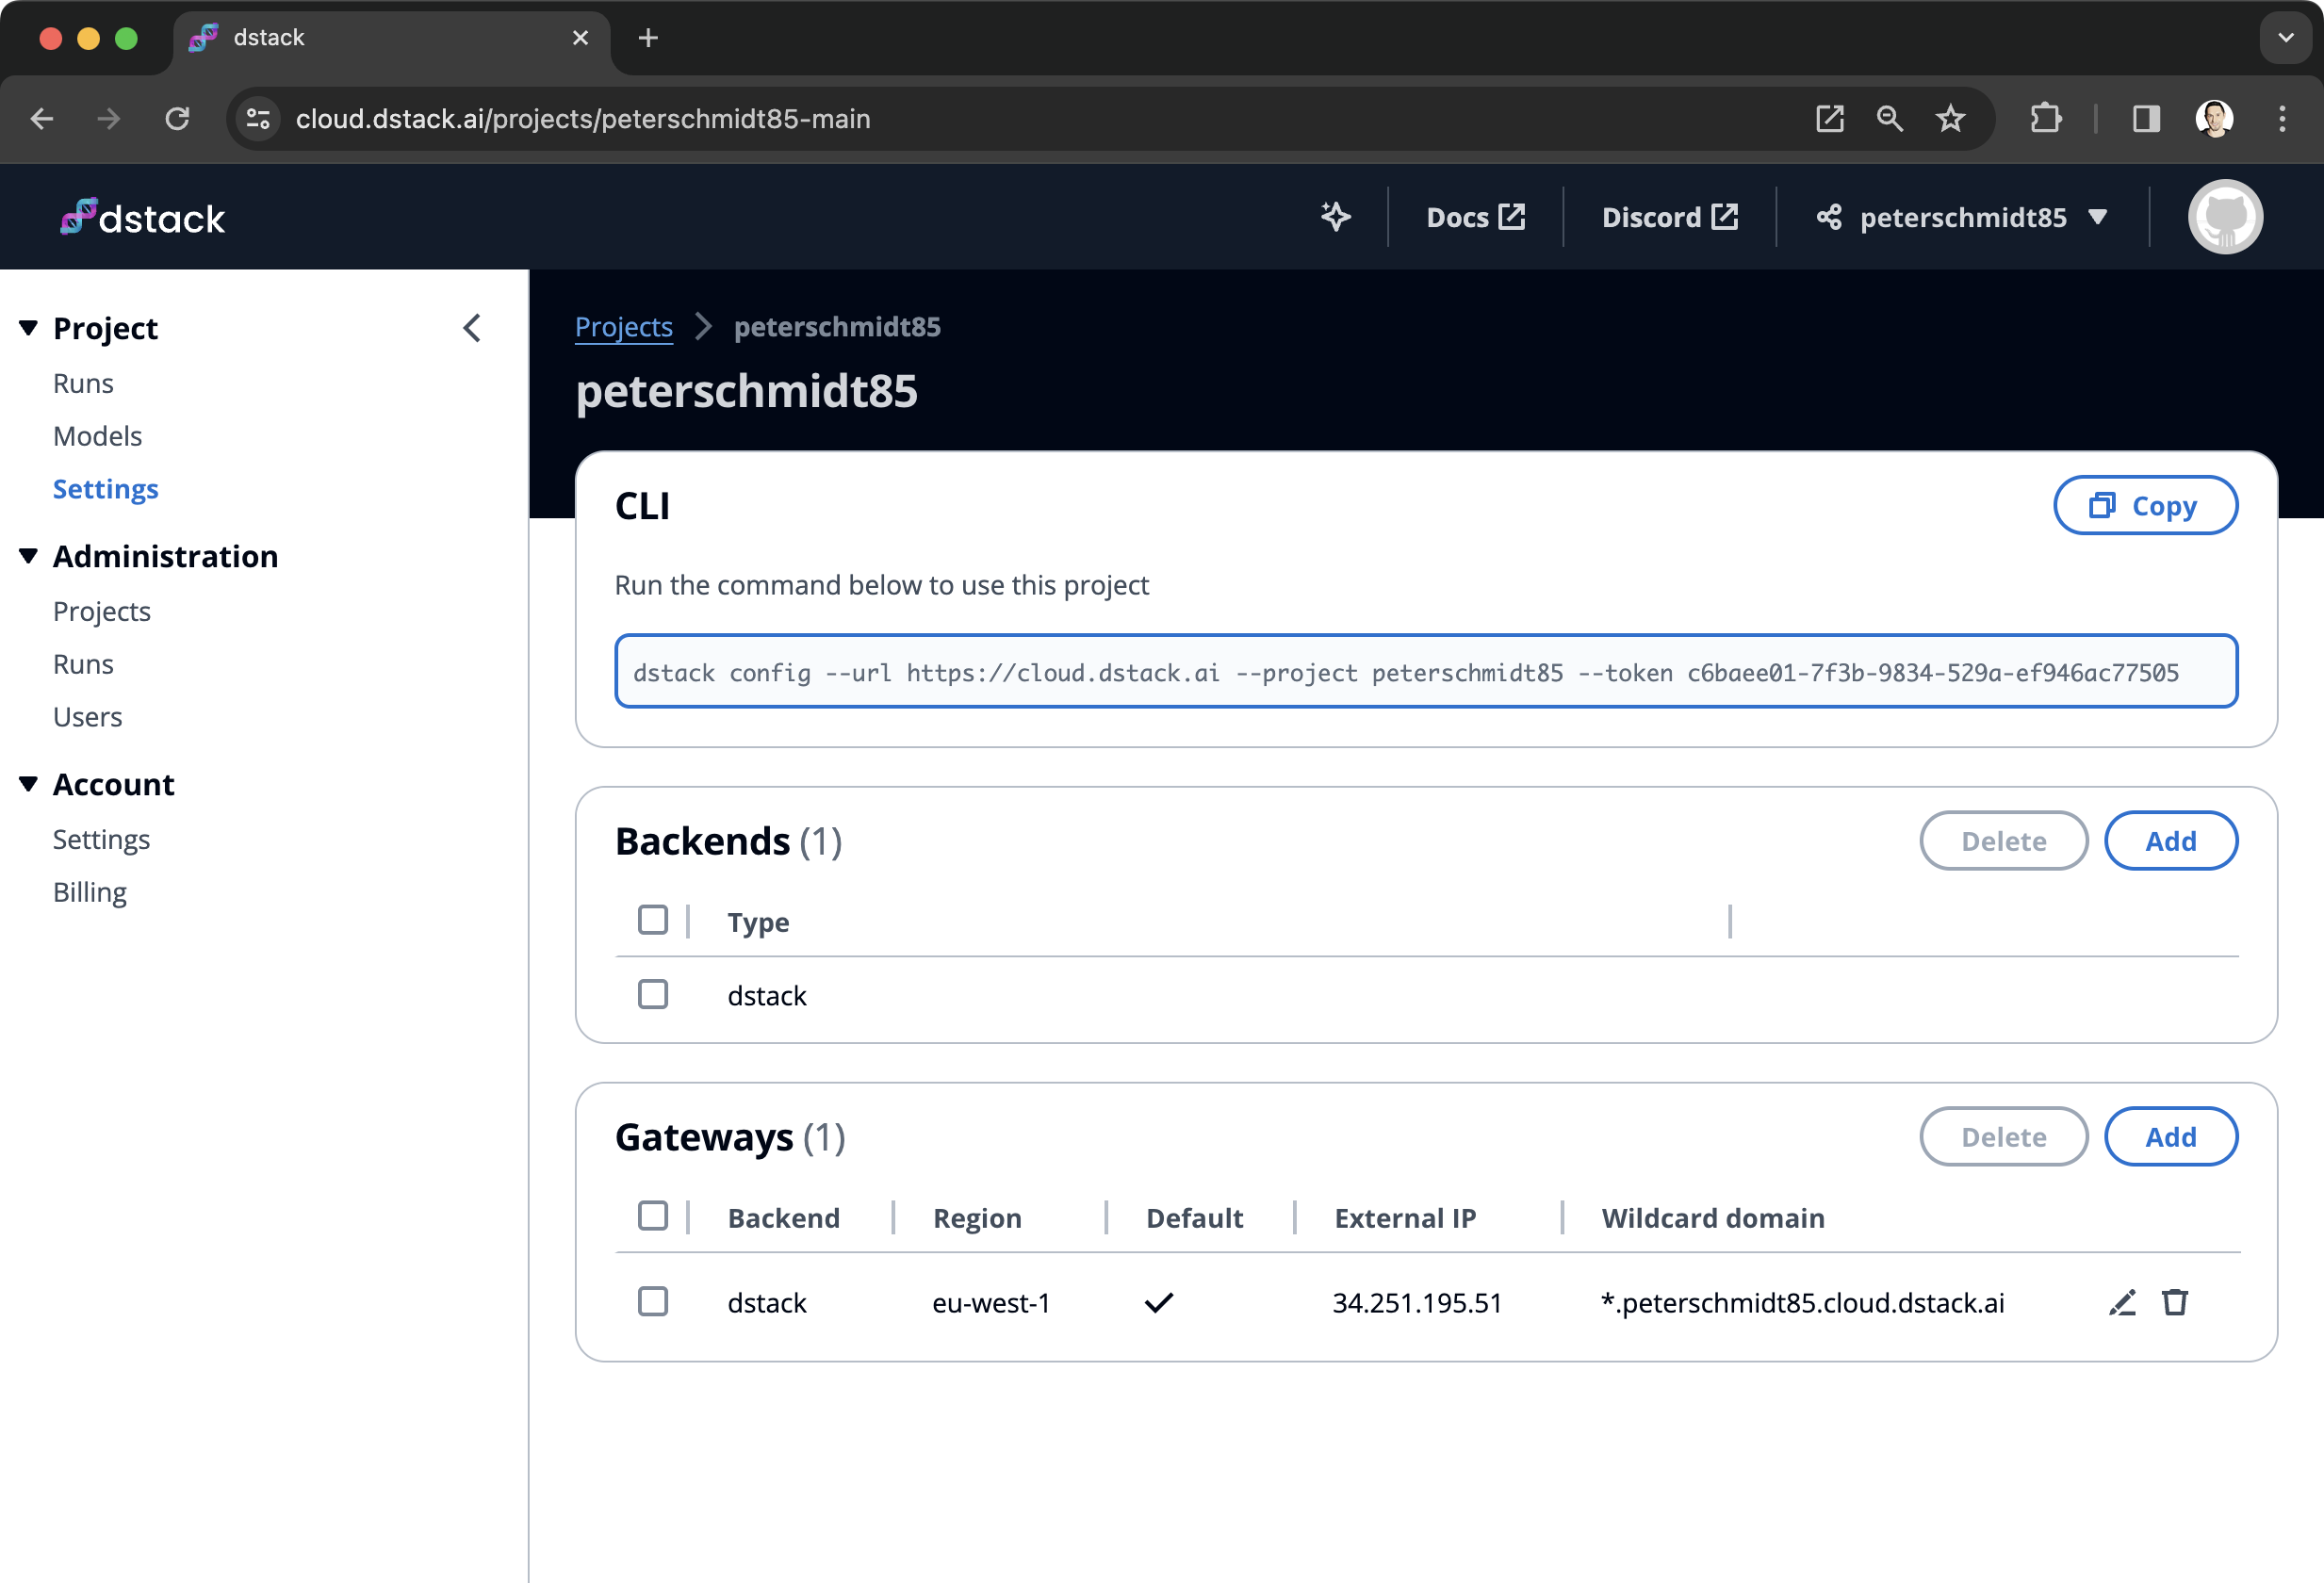 dstack
cloud.dstack.ai/projects/peterschmidt85-main
dstack
Docs
Discord
peterschmidt85
Project
Runs
Models
Settings
Administration
Projects
Runs
Users
Account
Settings
Billing
Projects peterschmidt85
peterschmidt85
CLI
Copy
Run the command below to use this project
dstack config --url https://cloud.dstack.ai --project peterschmidt85 --token c6baee01-7f3b-9834-529a-ef946ac77505
Backends (1)
Delete
Add
Type
dstack
Gateways (1)
Delete
Add
Backend Region Default External IP Wildcard domain
dstack eu-west-1 34.251.195.51 *.peterschmidt85.cloud.dstack.ai